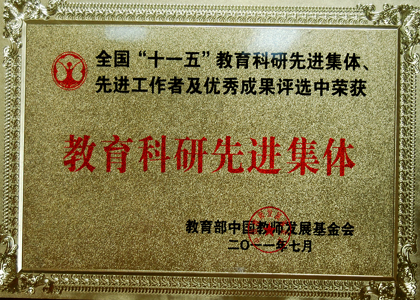 全国“十一五”教育科研先进集体、
先进工作者及优秀成果评选中荣获
教育科研先进集体
教育部中国教师发展基金会
二〇一一年七月